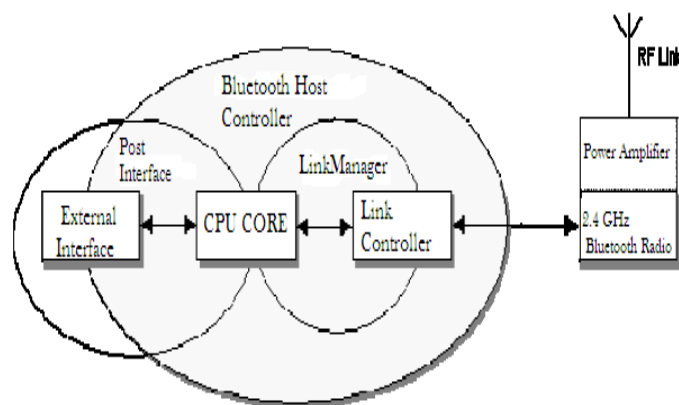 RF Link
Bluetooth Host
Controller
Post
Interface
LinkManager
Power Amplifier
External
Interface
CPU CORE
Link
Controller
2.4 GHz
Bluetooth Radio